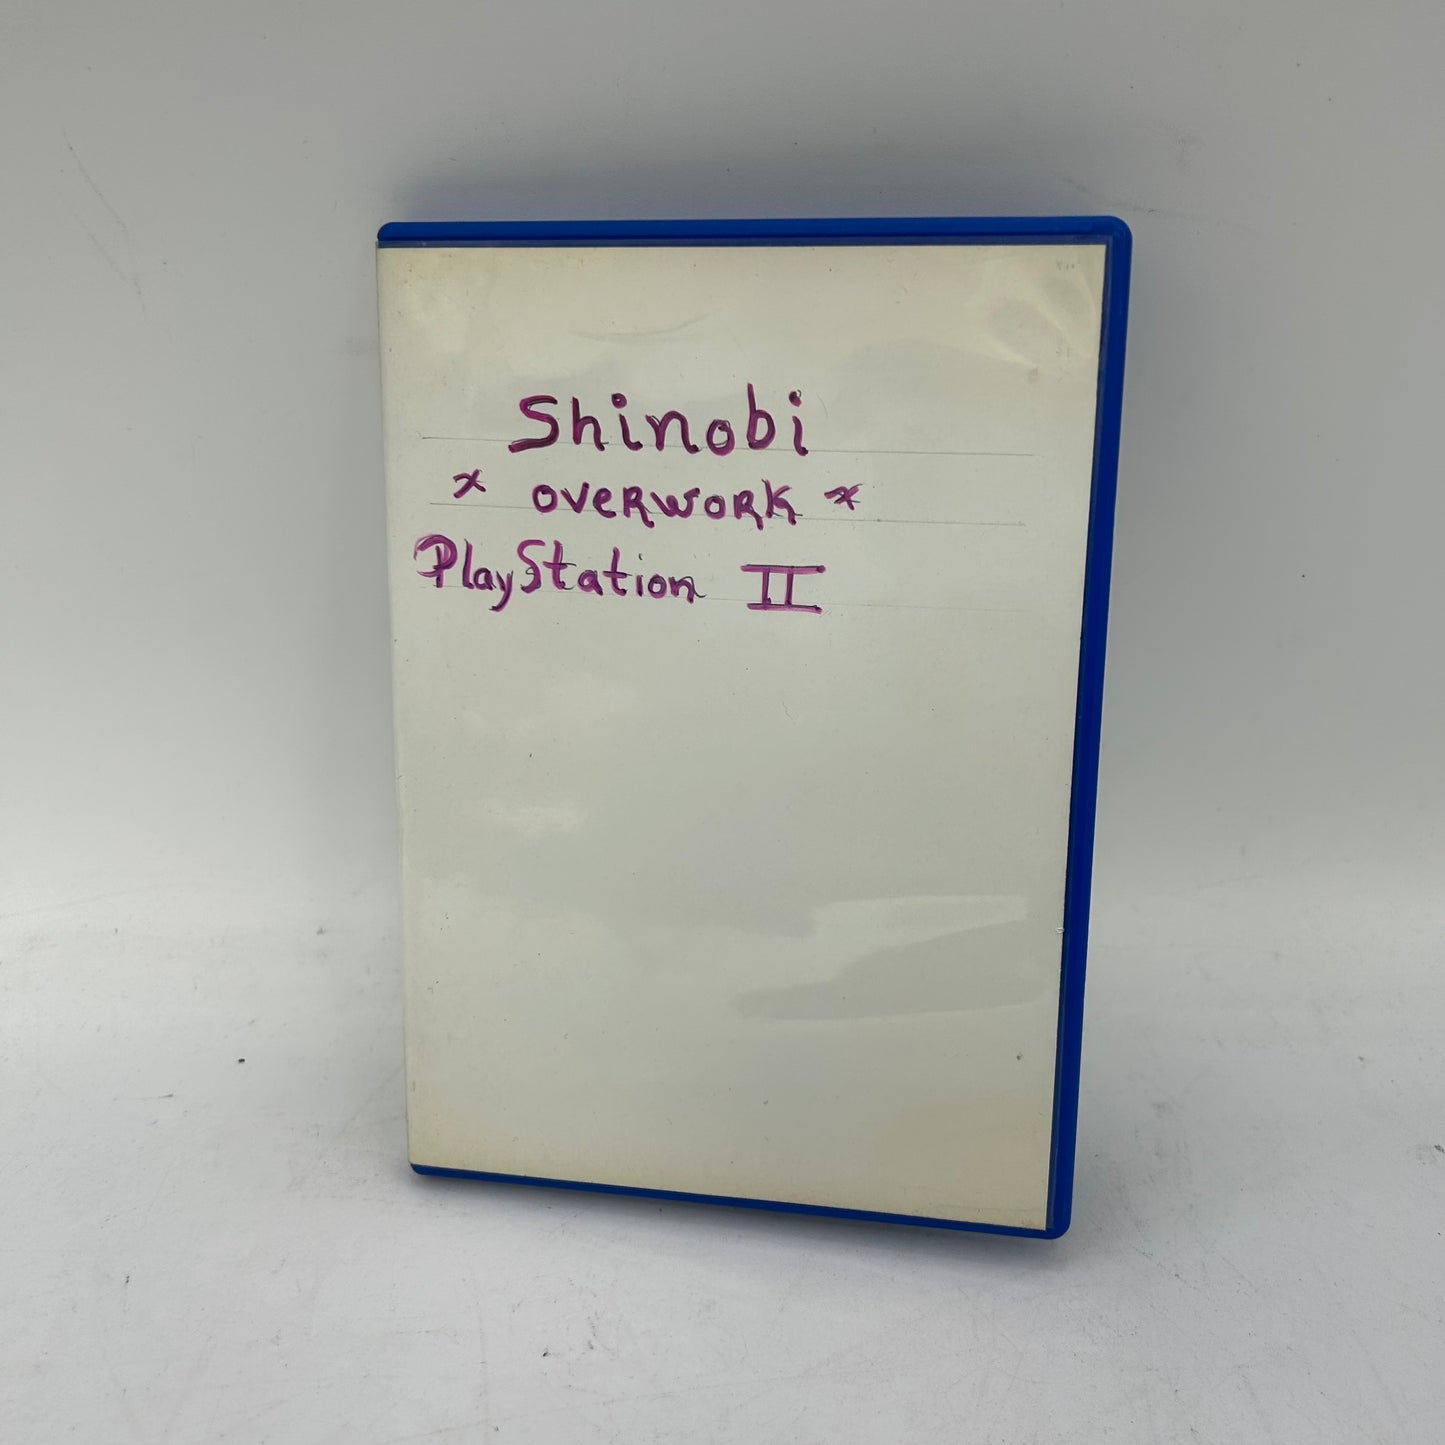 Shinobi
* OVERWORK *
PlayStation II